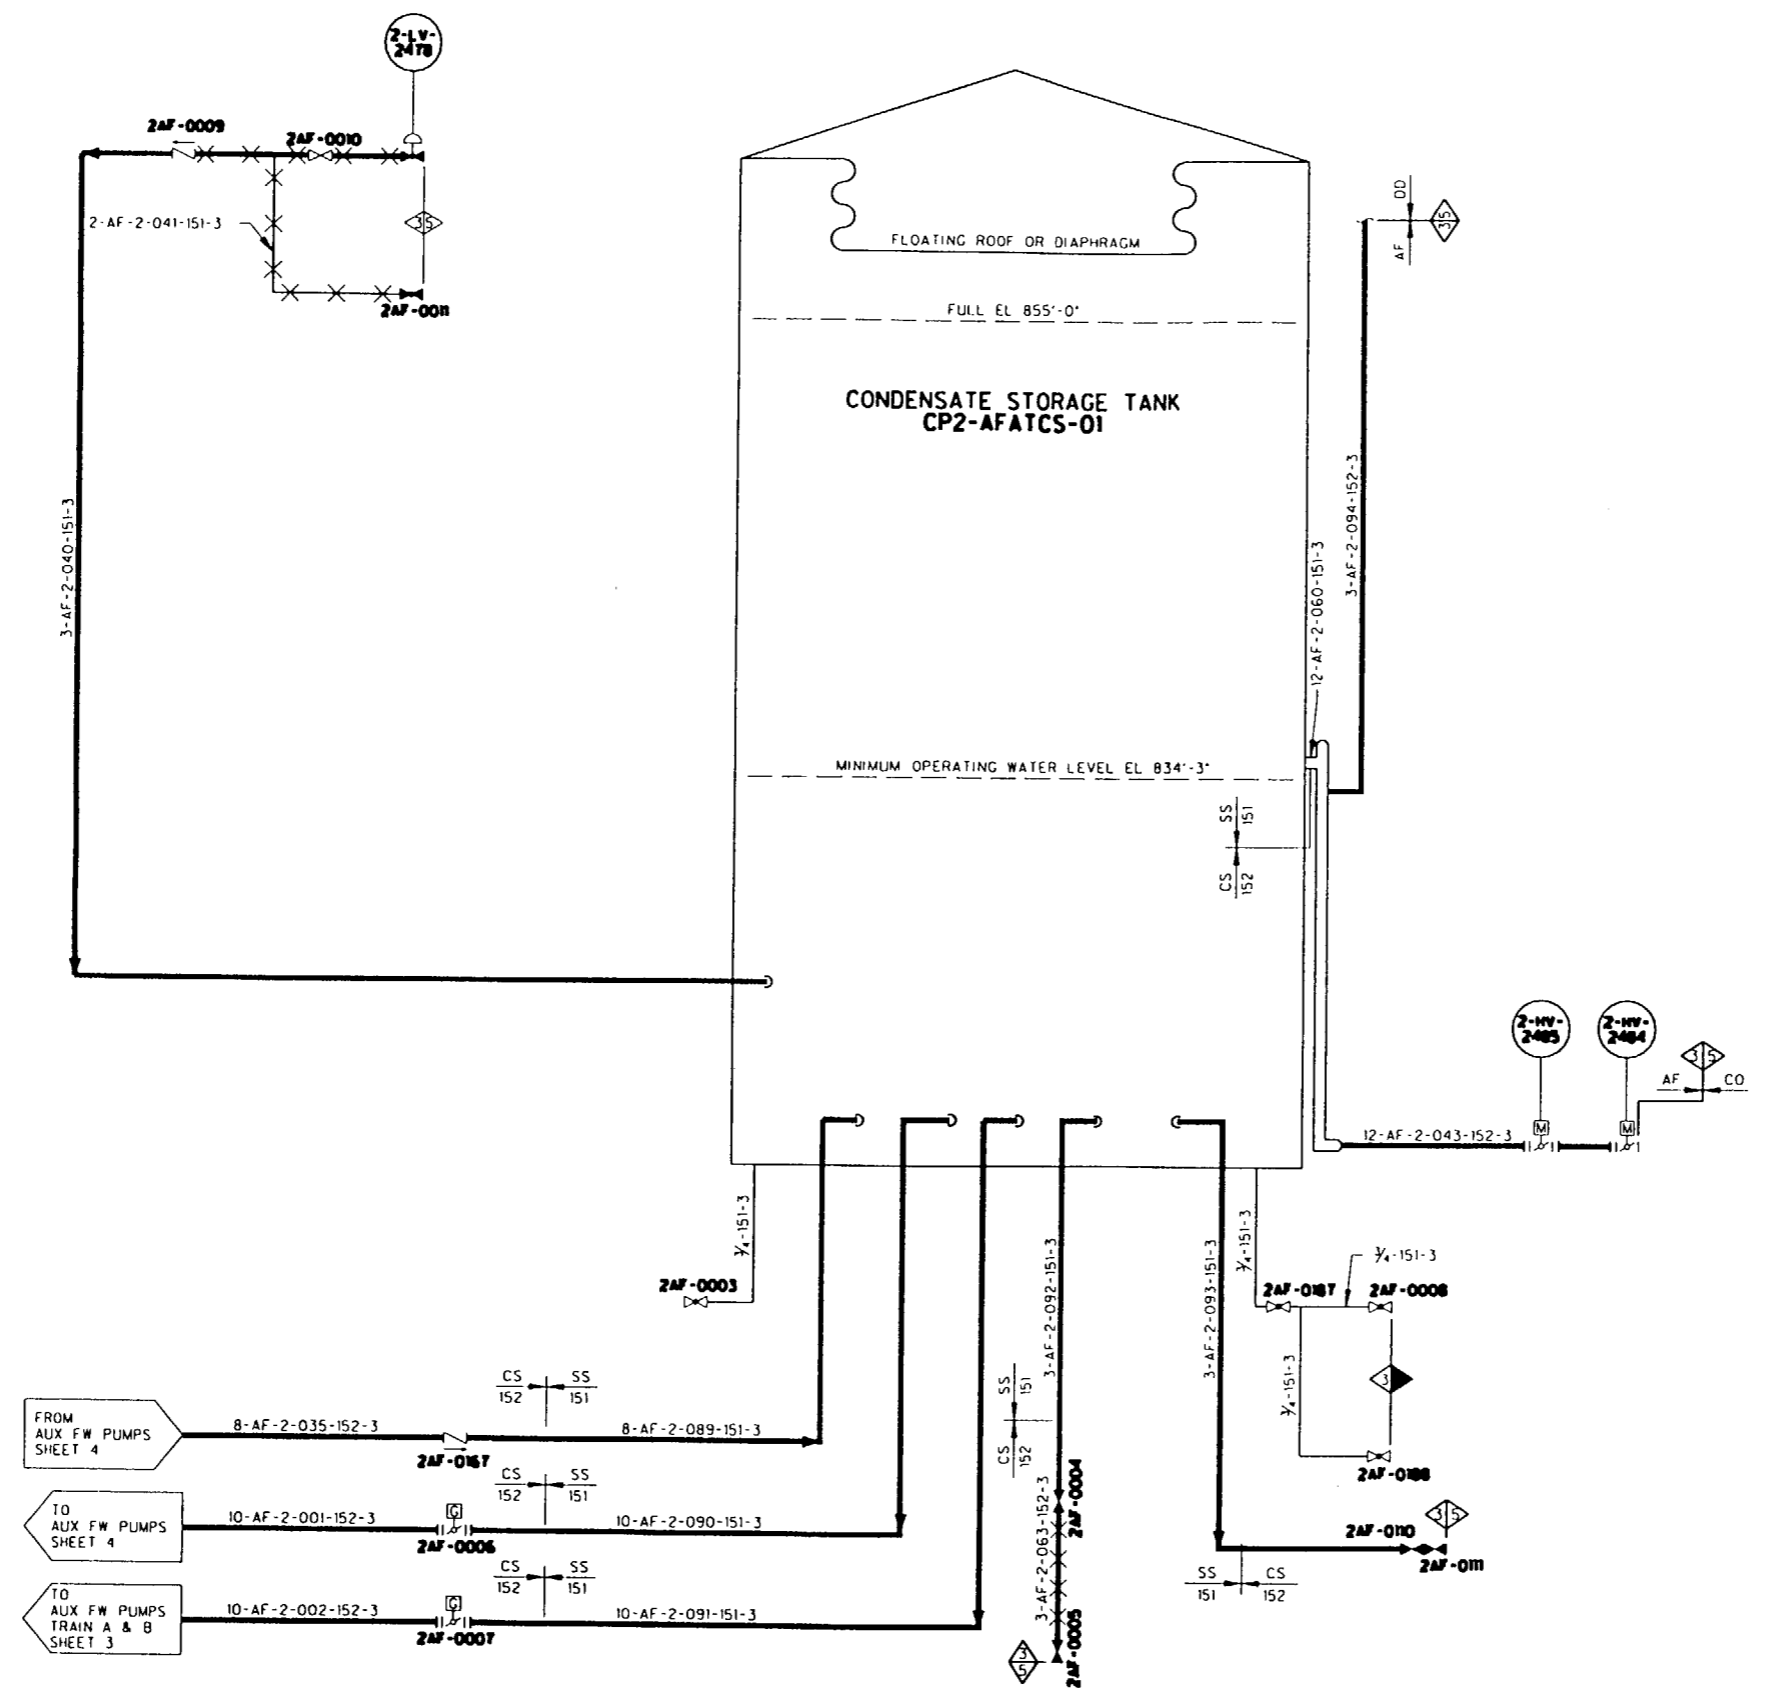 2-LV-
2478
2AF-0009
2AF-0010
2-AF-2-041-151-3
35
2AF-0011
3-AF-2-040-151-3
FLOATING ROOF OR DIAPHRAGM
FULL EL 855'-0"
CONDENSATE STORAGE TANK
CP2-AFATCS-01
DD
AF
35
3-AF-2-094-152-3
12-AF-2-060-151-3
MINIMUM OPERATING WATER LEVEL EL 834'-3"
SS
151
CS
152
2-HV-
2485
2-HV-
2484
35
AF
CO
M
M
12-AF-2-043-152-3
3/4-151-3
2AF-0003
3-AF-2-092-151-3
3-AF-2-093-151-3
3/4-151-3
3/4-151-3
2AF-0187
2AF-0008
3/4-151-3
3
2AF-0188
FROM
AUX FW PUMPS
SHEET 4
8-AF-2-035-152-3
2AF-0167
CS
152
SS
151
8-AF-2-089-151-3
TO
AUX FW PUMPS
SHEET 4
10-AF-2-001-152-3
G
2AF-0006
CS
152
SS
151
10-AF-2-090-151-3
TO
AUX FW PUMPS
TRAIN A & B
SHEET 3
10-AF-2-002-152-3
G
2AF-0007
CS
152
SS
151
10-AF-2-091-151-3
SS
151
CS
152
3-AF-2-063-152-3
2AF-0004
2AF-0005
3
5
2AF-0110
35
2AF-0111
SS
151
CS
152